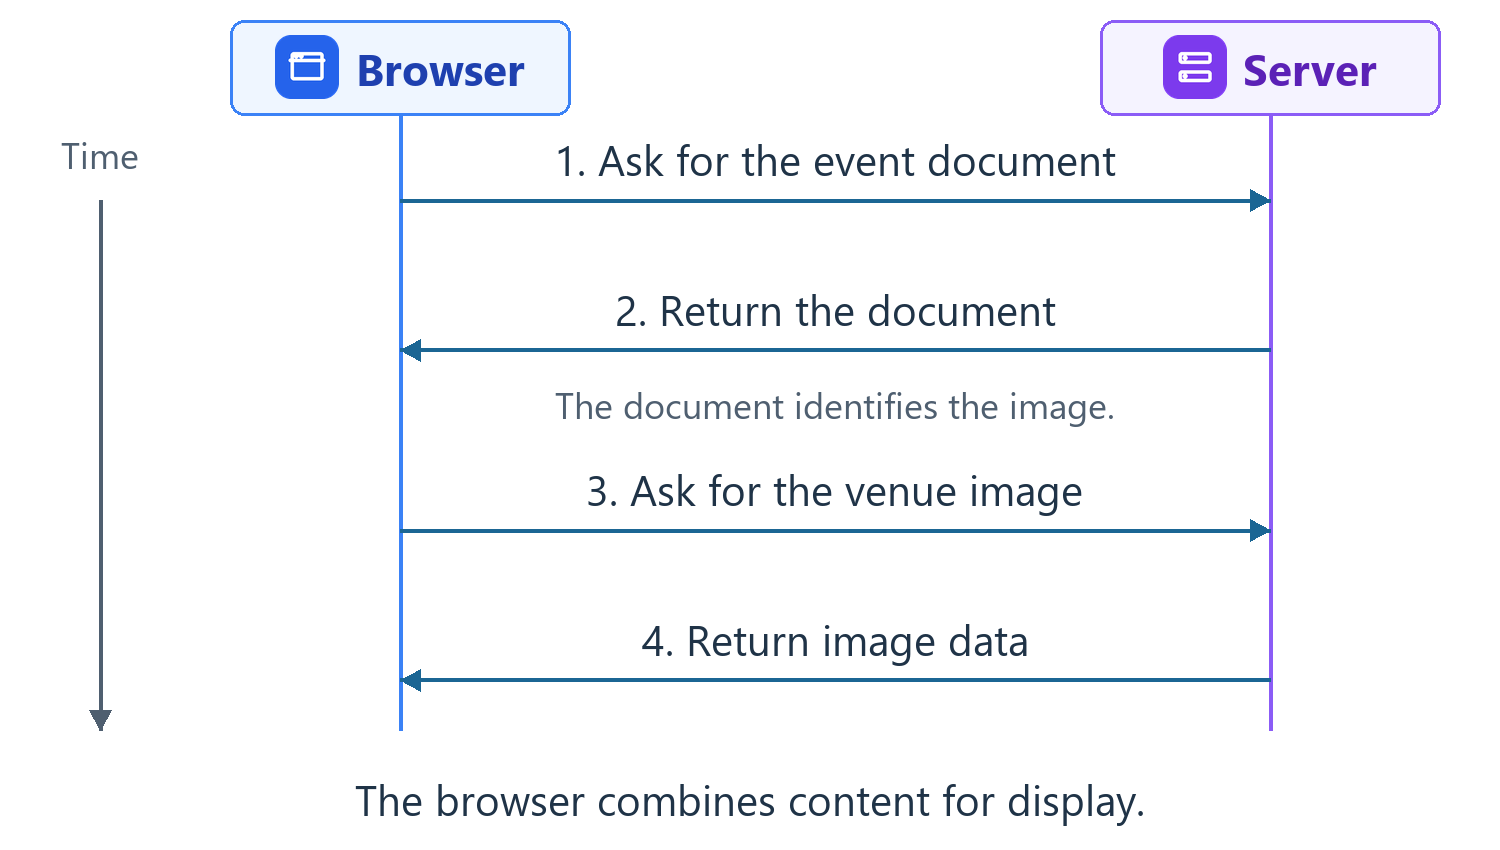 Browser
Server
Time
1. Ask for the event document
2. Return the document
The document identifies the image.
3. Ask for the venue image
4. Return image data
The browser combines content for display.